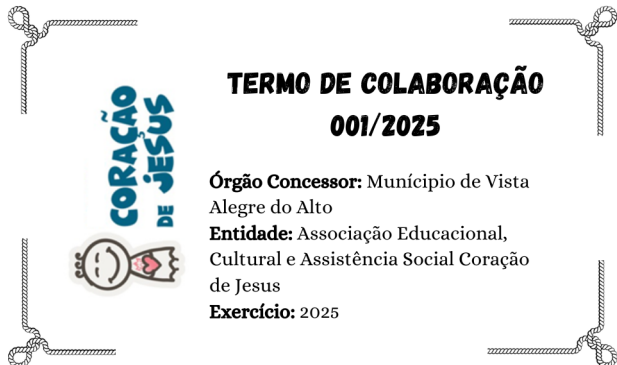 CORAÇÃO
DE JESUS
TERMO DE COLABORAÇÃO
001/2025
Órgão Concessor: Munícipio de Vista
Alegre do Alto
Entidade: Associação Educacional,
Cultural e Assistência Social Coração
de Jesus
Exercício: 2025